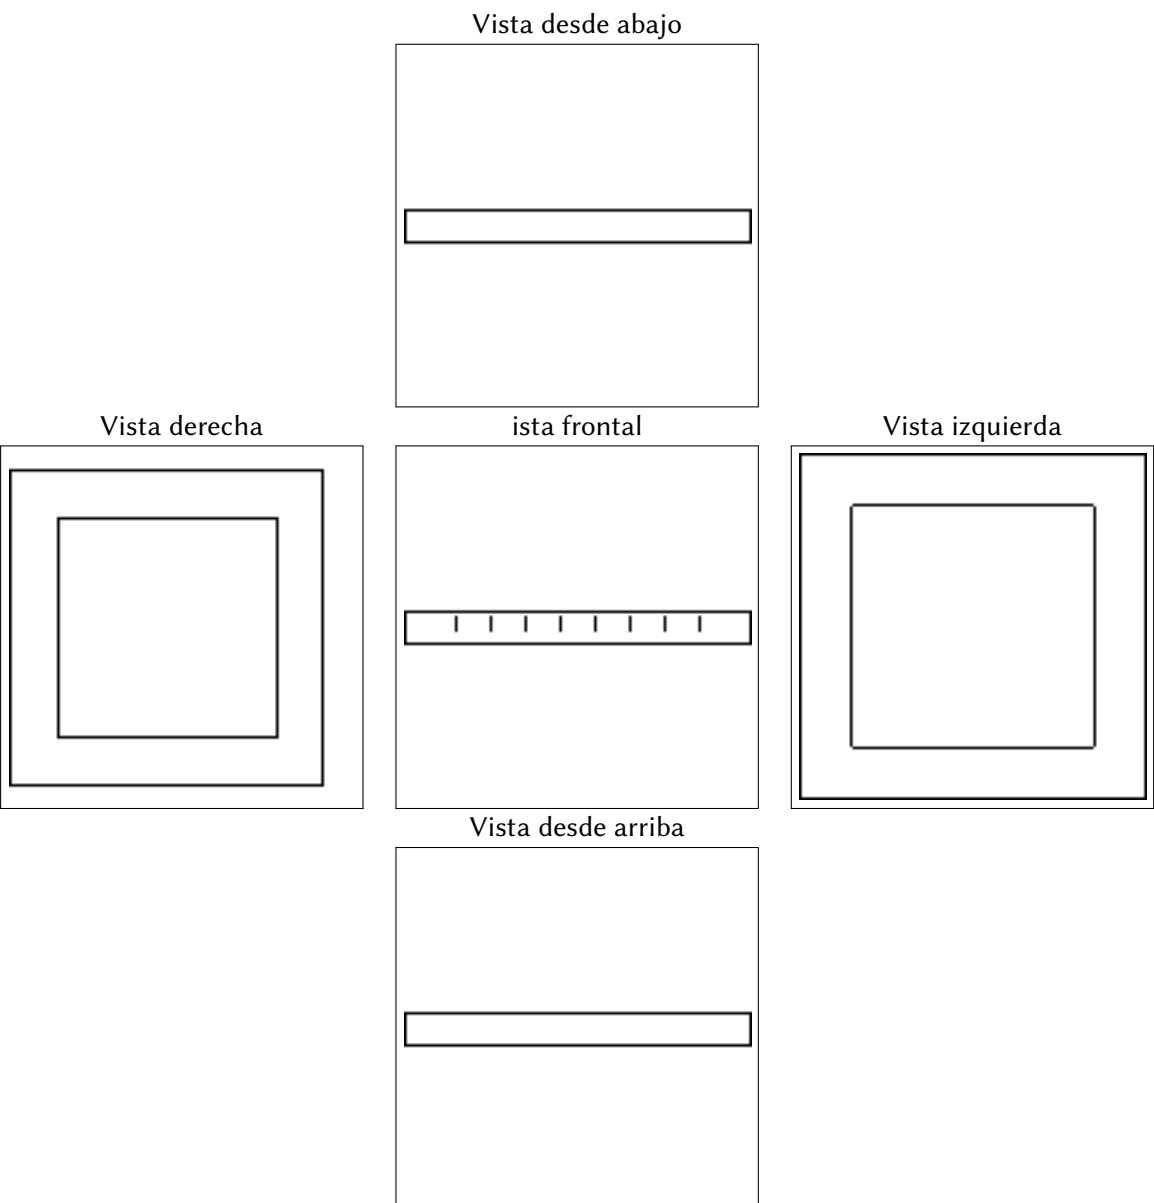 Vista desde abajo
Vista derecha
ista frontal
Vista izquierda
Vista desde arriba